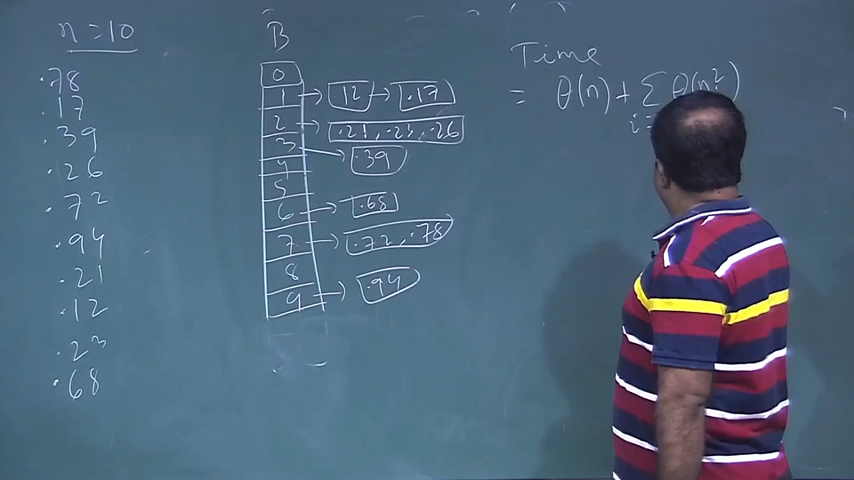 n = 10
.78
.17
.39
.26
.72
.94
.21
.12
.23
.68
B
0
1 → 12 → .17
2 → .21, .23, .26
3 → .39
4
5
6 → .68
7 → .72, .78
8
9 → .94
Time
= θ(n) + Σ θ(n²)
i =